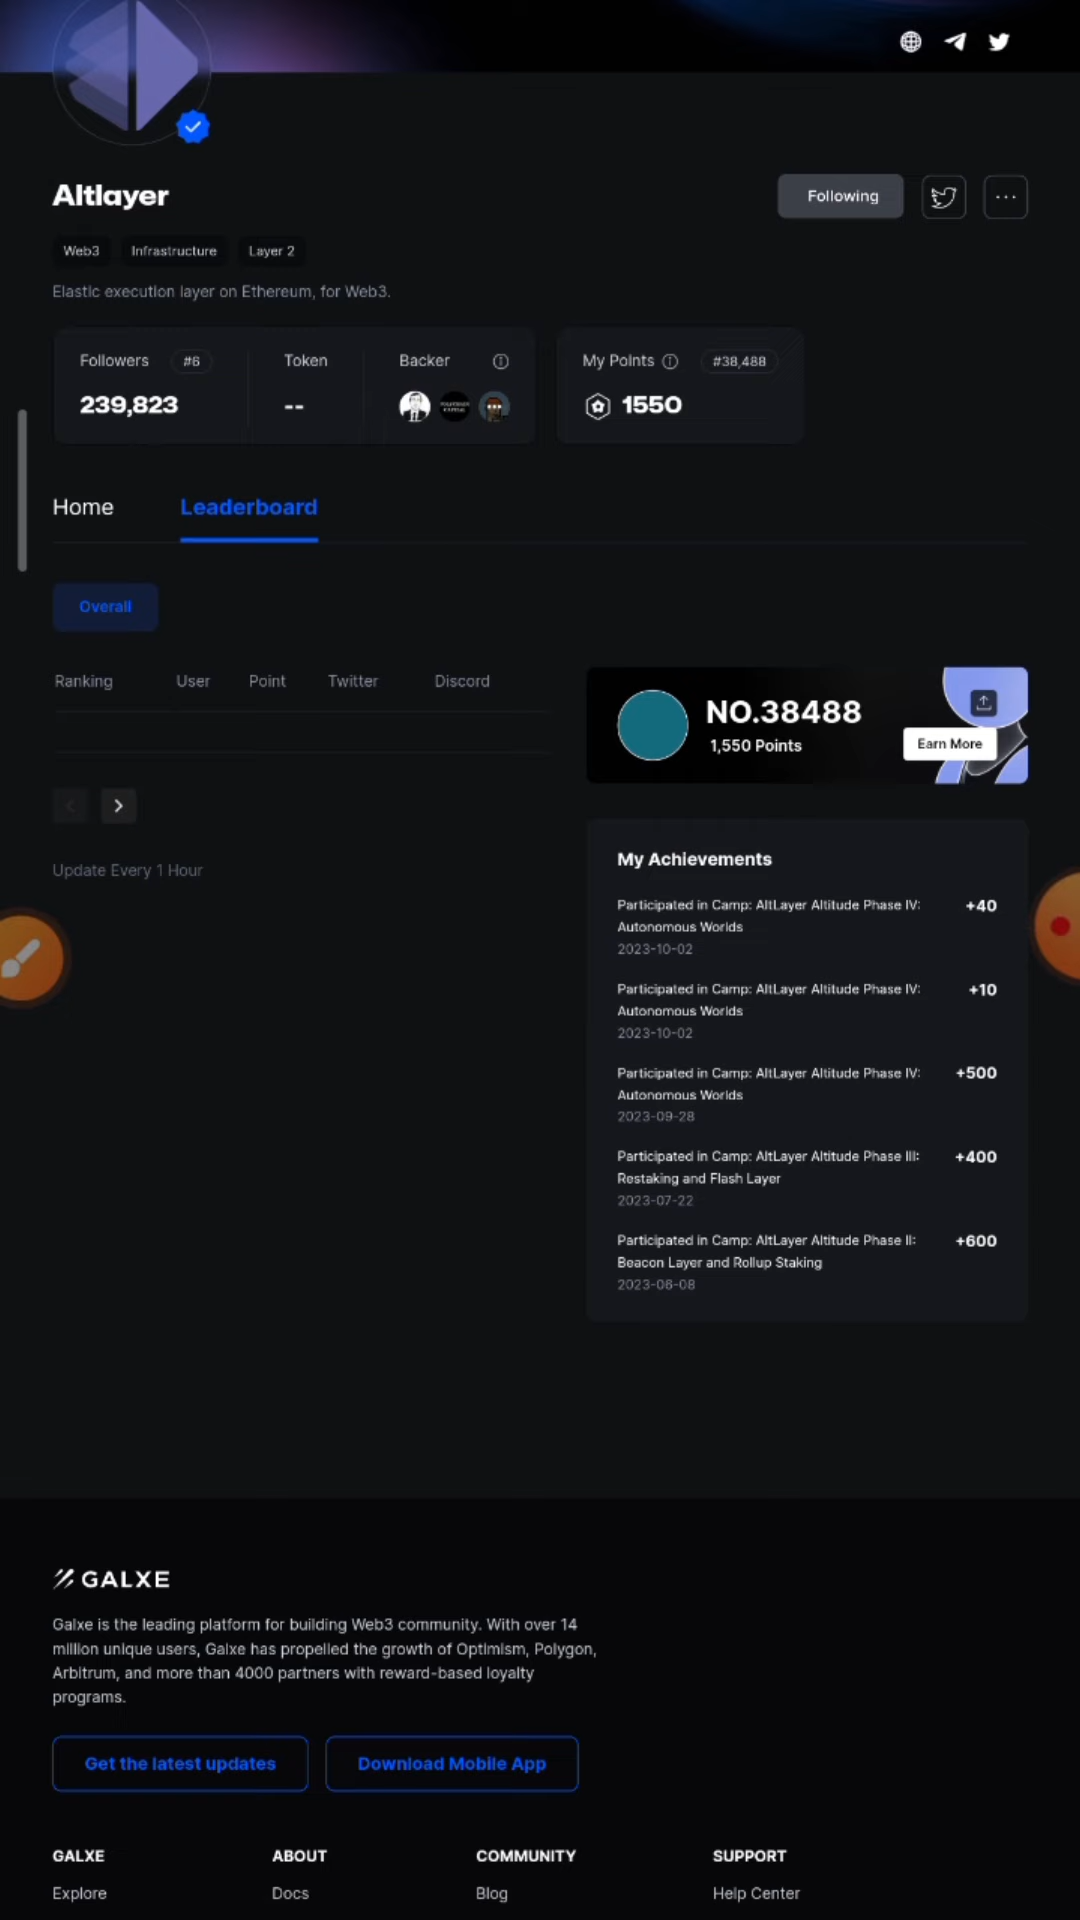 Altlayer
Following
Web3
Infrastructure
Layer 2
Elastic execution layer on Ethereum, for Web3.
Followers
#6
Token
Backer
My Points
#38,488
239,823
--
1550
Home
Leaderboard
Overall
Ranking
User
Point
Twitter
Discord
NO.38488
1,550 Points
Earn More
Update Every 1 Hour
My Achievements
Participated in Camp: AltLayer Altitude Phase IV:
+40
Autonomous Worlds
2023-10-02
Participated in Camp: AltLayer Altitude Phase IV:
+10
Autonomous Worlds
2023-10-02
Participated in Camp: AltLayer Altitude Phase IV:
+500
Autonomous Worlds
2023-09-28
Participated in Camp: AltLayer Altitude Phase III:
+400
Restaking and Flash Layer
2023-07-22
Participated in Camp: AltLayer Altitude Phase II:
+600
Beacon Layer and Rollup Staking
2023-06-08
GALXE
Galxe is the leading platform for building Web3 community. With over 14
million unique users, Galxe has propelled the growth of Optimism, Polygon,
Arbitrum, and more than 4000 partners with reward-based loyalty
programs.
Get the latest updates
Download Mobile App
GALXE
ABOUT
COMMUNITY
SUPPORT
Explore
Docs
Blog
Help Center